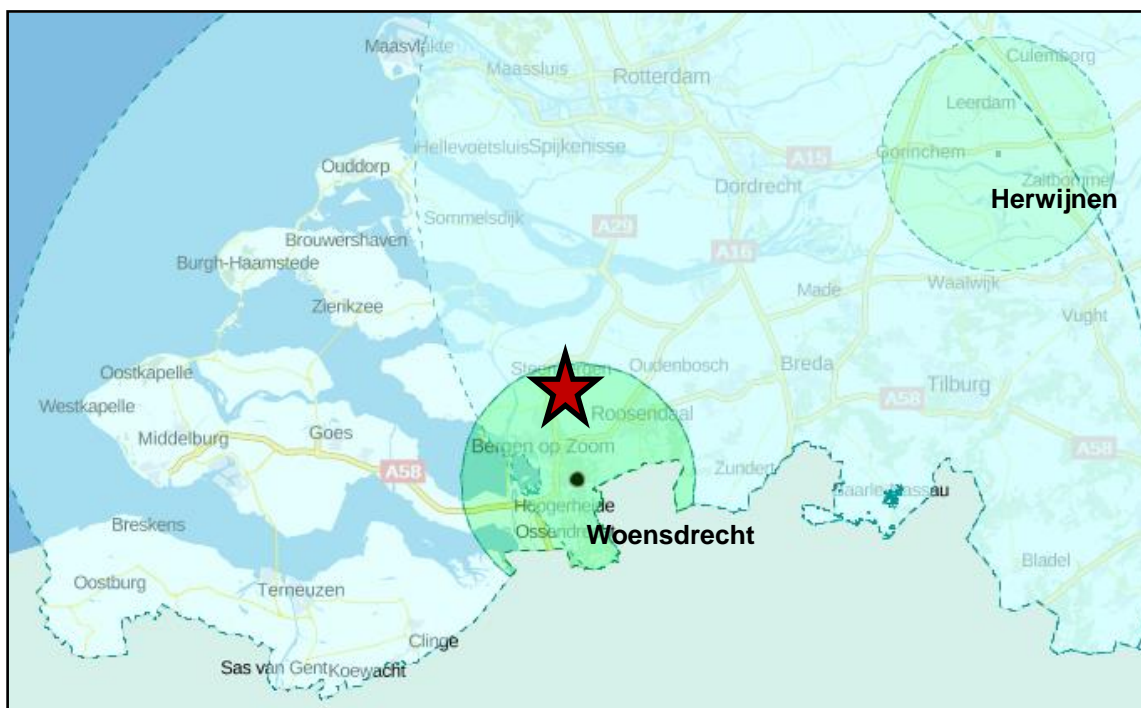 Maasvlakte
Maassluis
Rotterdam
Culemborg
Leerdam
Hellevoetsluis
Spijkenisse
A15
Gorinchem
Ouddorp
Dordrecht
Zaltbommel
Herwijnen
Sommelsdijk
A29
Brouwershaven
A16
Burgh-Haamstede
Zierikzee
Made
Waalwijk
Vught
Oostkapelle
Oudenbosch
Breda
Tilburg
Westkapelle
A58
Roosendaal
Middelburg
Goes
Bergen op Zoom
A58
A58
Zundert
Hoogerheide
Breskens
Woensdrecht
Bladel
Oostburg
Terneuzen
Clinge
Sas van Gent
Koewacht